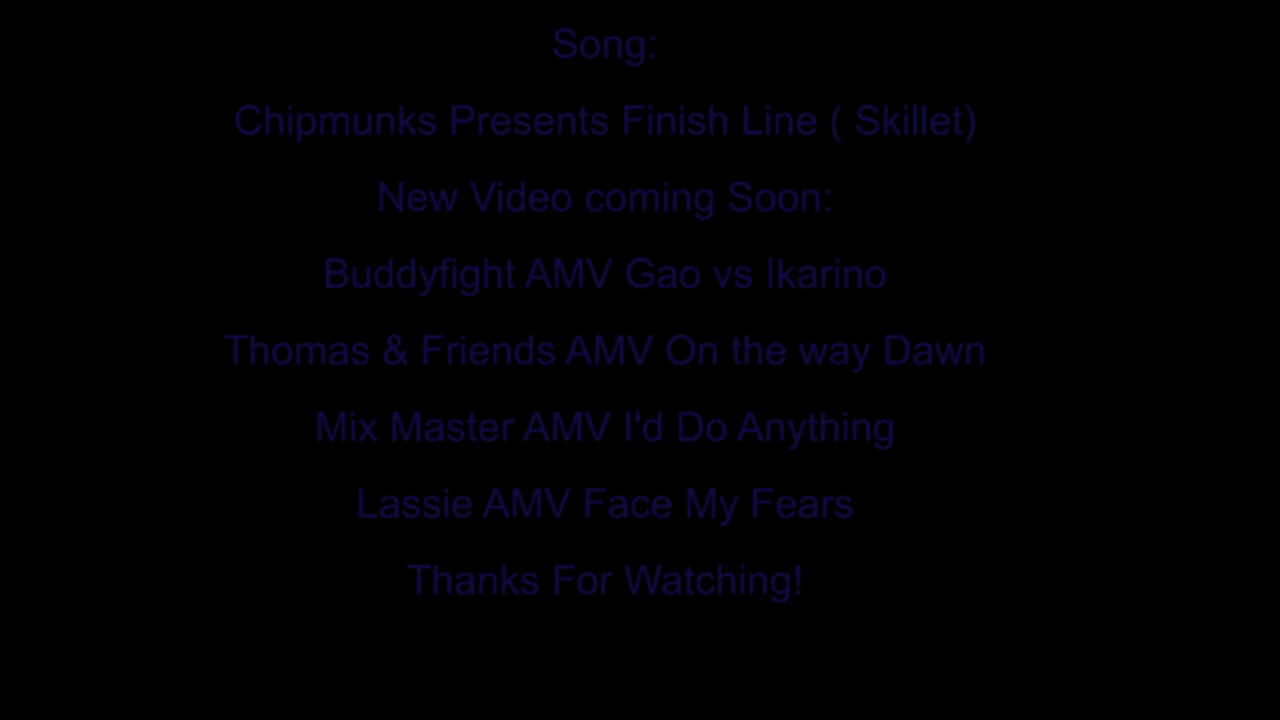 Song:
Chipmunks Presents Finish Line ( Skillet)
New Video coming Soon:
Buddyfight AMV Gao vs Ikarino
Thomas & Friends AMV On the way Dawn
Mix Master AMV I'd Do Anything
Lassie AMV Face My Fears
Thanks For Watching!